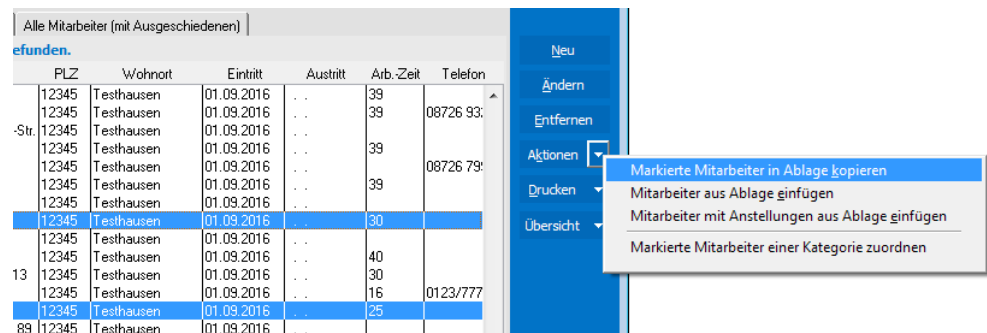 Alle Mitarbeiter (mit Ausgeschiedenen)
efunden.
PLZ Wohnort Eintritt Austritt Arb.-Zeit Telefon
12345 Testhausen 01.09.2016 . . 39
12345 Testhausen 01.09.2016 . . 39 08726 93
-Str. 12345 Testhausen 01.09.2016 . .
12345 Testhausen 01.09.2016 . . 39
12345 Testhausen 01.09.2016 . . 08726 79
12345 Testhausen 01.09.2016 . . 39
12345 Testhausen 01.09.2016 . .
12345 Testhausen 01.09.2016 . . 30
12345 Testhausen 01.09.2016 . .
12345 Testhausen 01.09.2016 . . 40
13 12345 Testhausen 01.09.2016 . . 30
12345 Testhausen 01.09.2016 . . 16 0123/777
12345 Testhausen 01.09.2016 . . 25
89 12345 Testhausen 01.09.2016 . .
Neu
Ändern
Entfernen
Aktionen
Drucken
Übersicht
Markierte Mitarbeiter in Ablage kopieren
Mitarbeiter aus Ablage einfügen
Mitarbeiter mit Anstellungen aus Ablage einfügen
Markierte Mitarbeiter einer Kategorie zuordnen